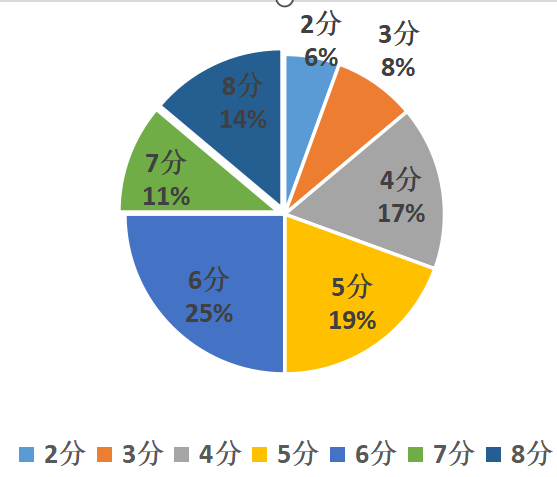 2分
6%
3分
8%
4分
17%
5分
19%
6分
25%
7分
11%
8分
14%
2分 3分 4分 5分 6分 7分 8分